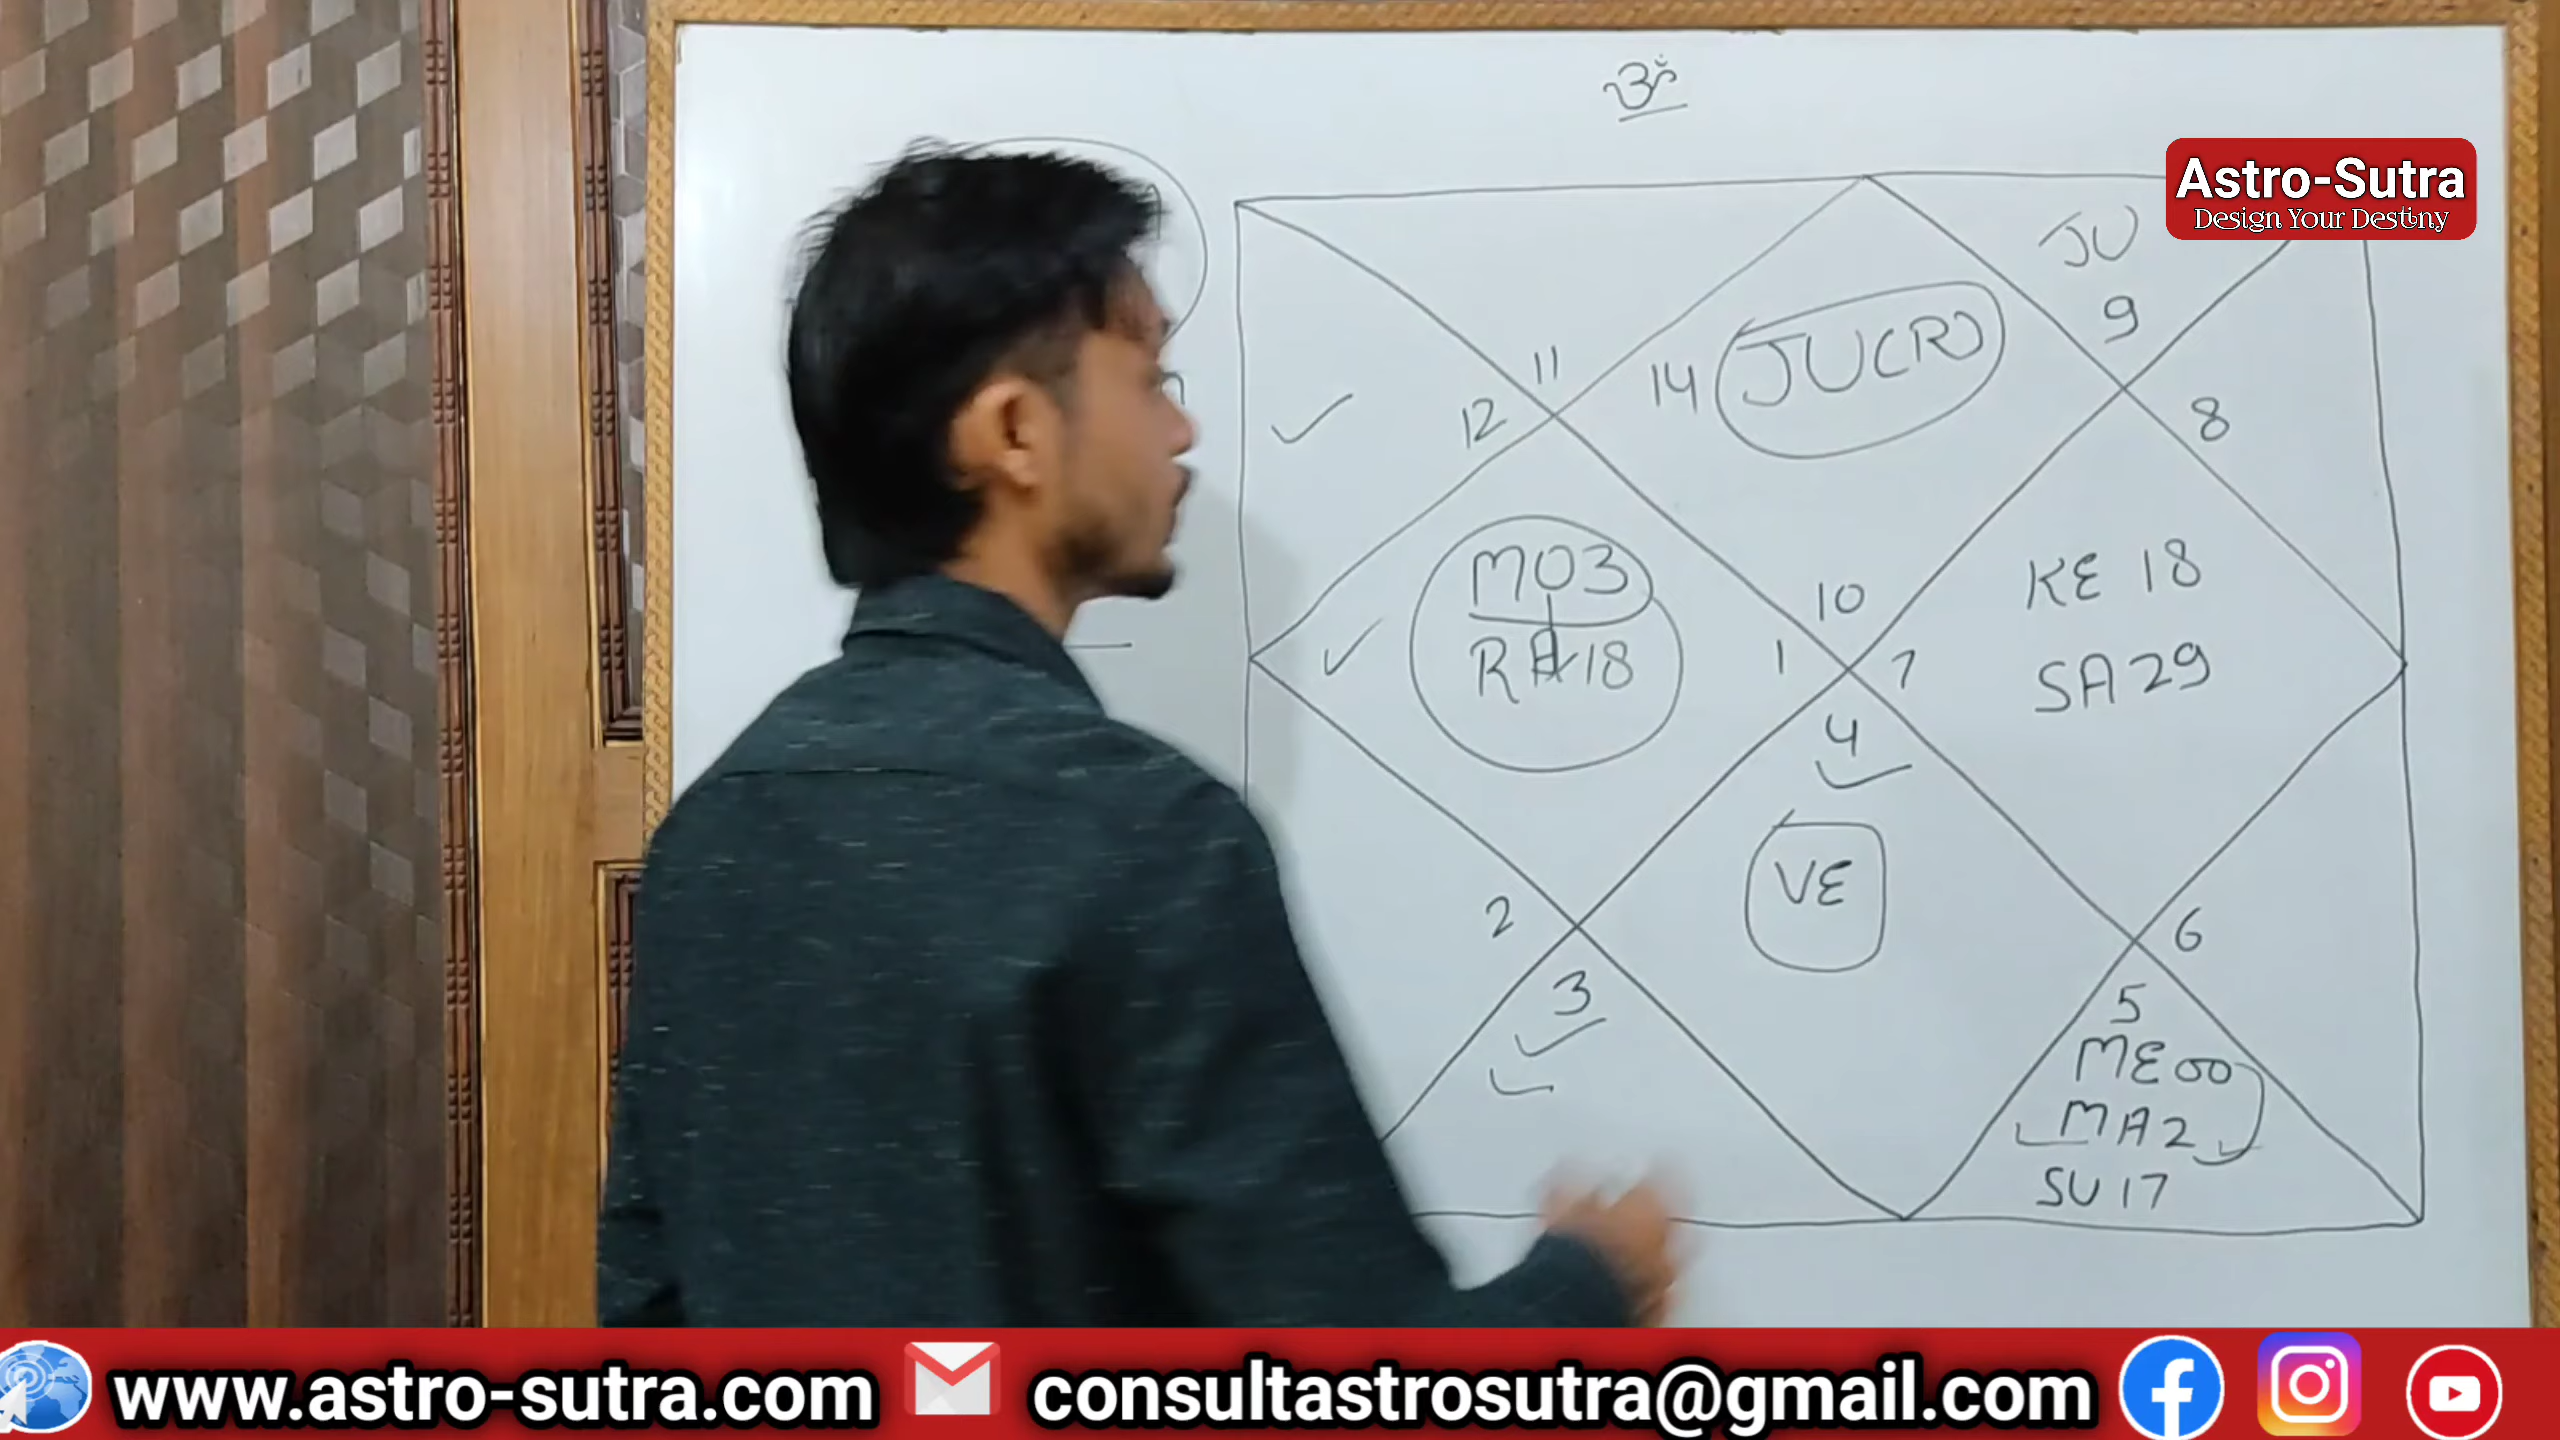 ॐ
Astro-Sutra
Design Your Destiny
JU
9
11
14 JU(R)
12
8
MO3
RA18
10
KE 18
SA29
1
7
4
VE
2
6
3
5
ME00
MA2
SU17
www.astro-sutra.com
consultastrosutra@gmail.com